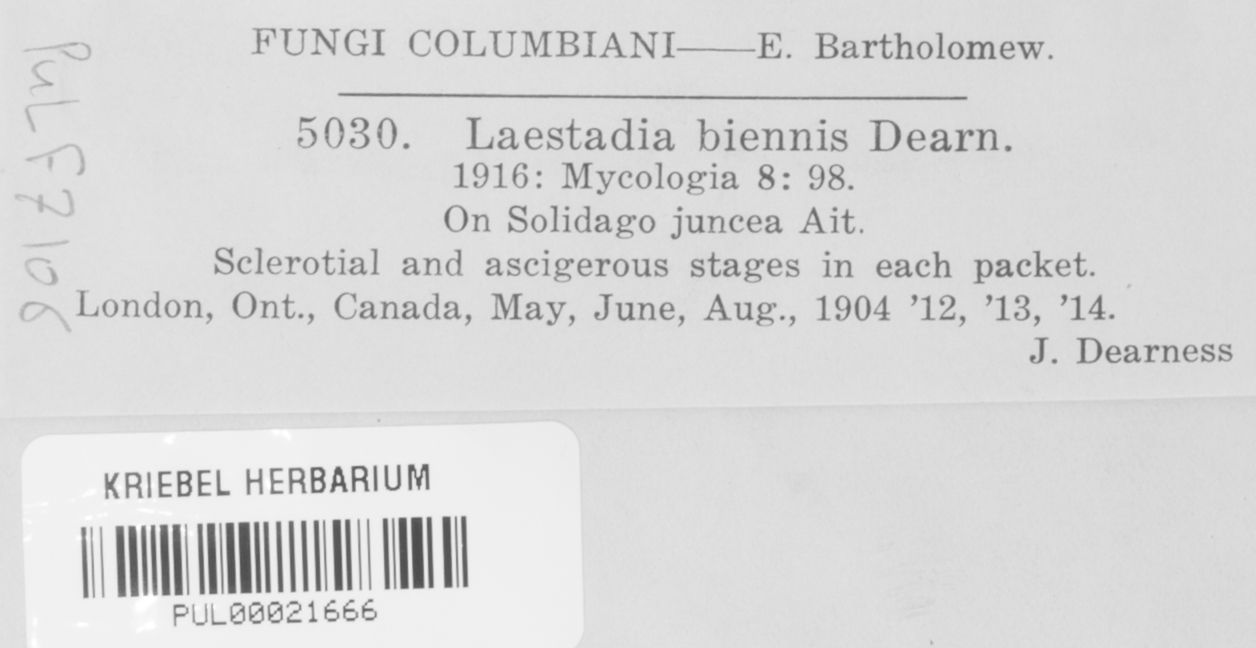 FUNGI COLUMBIANI——E. Bartholomew.
5030. Laestadia biennis Dearn.
1916: Mycologia 8: 98.
On Solidago juncea Ait.
Sclerotial and ascigerous stages in each packet.
London, Ont., Canada, May, June, Aug., 1904 '12, '13, '14.
J. Dearness
PUL F7106
KRIEBEL HERBARIUM
PUL00021666